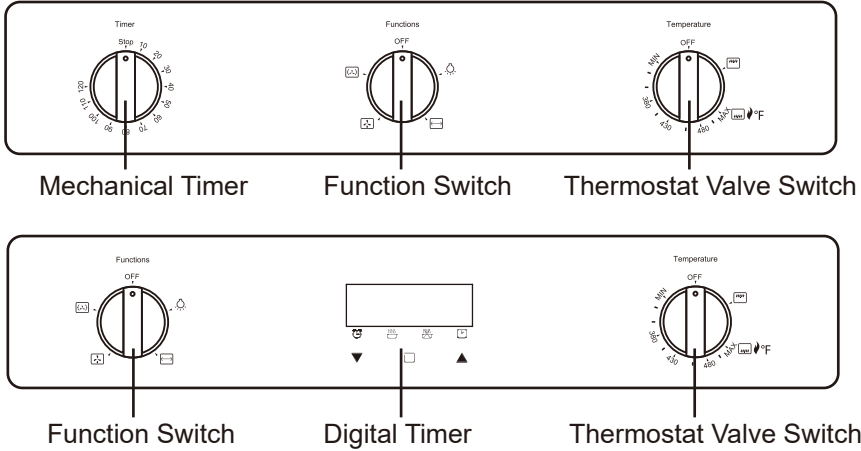 Timer
Stop 10 20 30 40 50 60 70 80 90 100 110 120
Functions
OFF
Temperature
OFF
MIN 380 430 480 MAX °F
Mechanical Timer
Function Switch
Thermostat Valve Switch
Functions
OFF
Temperature
OFF
MIN 380 430 480 MAX °F
Function Switch
Digital Timer
Thermostat Valve Switch